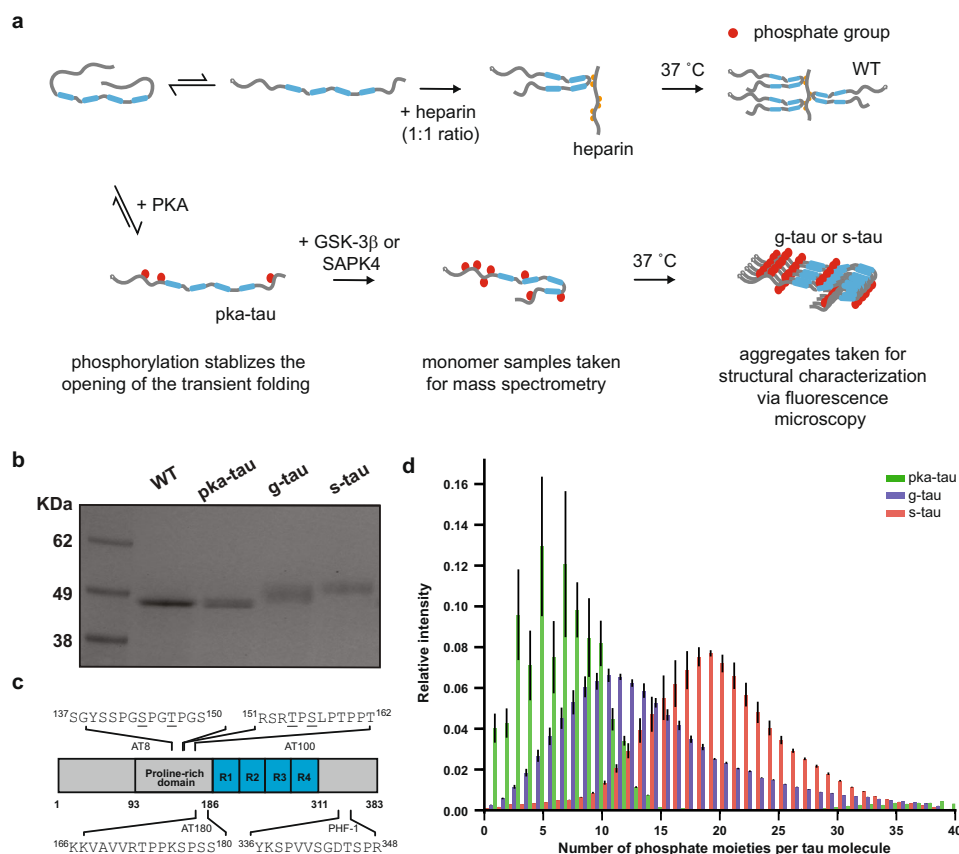 a
phosphate group
WT
+ heparin
(1:1 ratio)
heparin
37 ˚C
+ PKA
+ GSK-3β or
SAPK4
pka-tau
37 ˚C
g-tau or s-tau
phosphorylation stablizes the
opening of the transient folding
monomer samples taken
for mass spectrometry
aggregates taken for
structural characterization
via fluorescence
microscopy
b
WT pka-tau g-tau s-tau
KDa
62
49
38
c
137SGYSSPGSPGTPGS150 151RSRTPSLPTPPT162
AT8 AT100
Proline-rich
domain
R1 R2 R3 R4
1 93 186 311 383
AT180 PHF-1
166KKVAVVRTPPKSPSS180 336YKSPVVSGDTSPR348
d
pka-tau
g-tau
s-tau
Relative intensity
0.16
0.14
0.12
0.10
0.08
0.06
0.04
0.02
0.00
0 5 10 15 20 25 30 35 40
Number of phosphate moieties per tau molecule